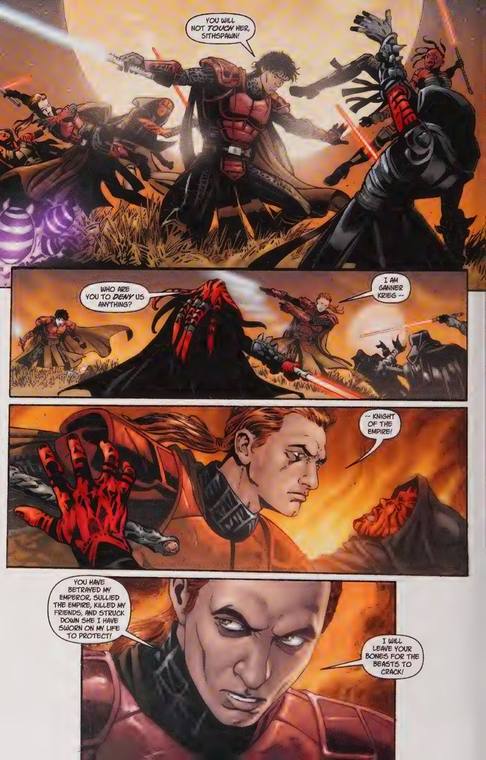 YOU WILL
NOT TOUCH HER,
SITHSPAWN!
WHO ARE
YOU TO DENY US
ANYTHING?
I AM
GANNER
KRIEG --
-- KNIGHT
OF THE
EMPIRE!
YOU HAVE
BETRAYED MY
EMPEROR, SULLIED
THE EMPIRE, KILLED MY
FRIENDS, AND STRUCK
DOWN SHE I HAVE
SWORN ON MY LIFE
TO PROTECT!
I WILL
LEAVE YOUR
BONES FOR THE
BEASTS TO
CRACK!